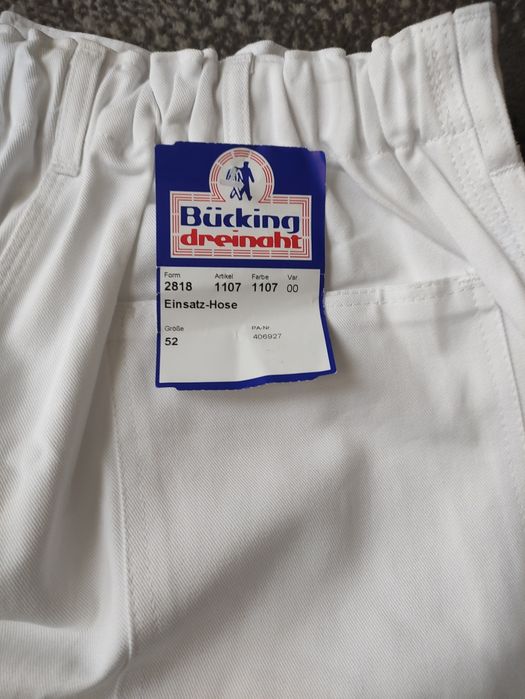 Bücking
dreinaht
Form Artikel Farbe Var.
2818 1107 1107 00
Einsatz-Hose
Größe PA-Nr.
52 406927